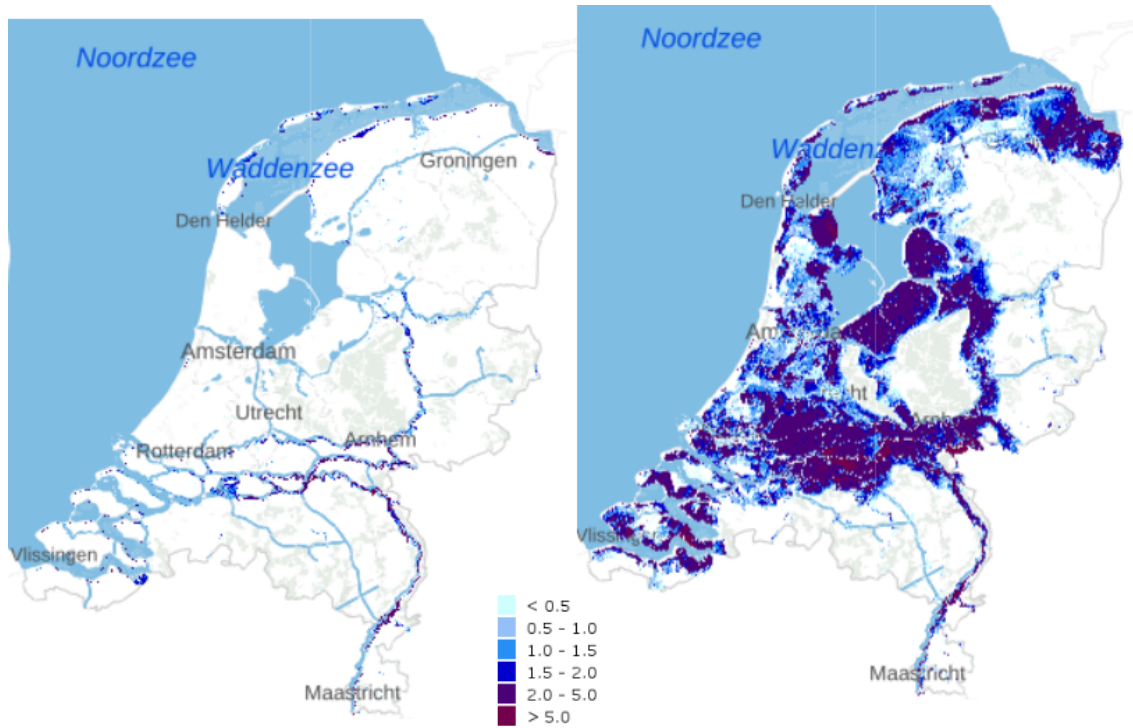 Noordzee
Waddenzee
Groningen
Den Helder
Amsterdam
Utrecht
Arnhem
Rotterdam
Vlissingen
Maastricht
Noordzee
Den Helder
Maastricht
< 0.5
0.5 - 1.0
1.0 - 1.5
1.5 - 2.0
2.0 - 5.0
> 5.0